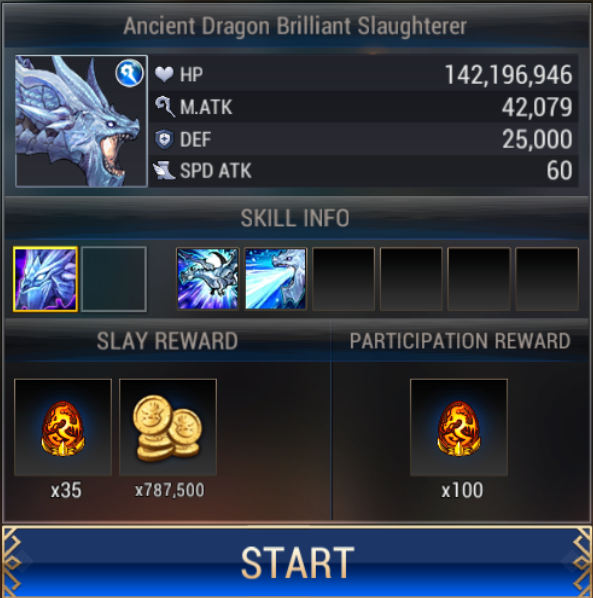 Ancient Dragon Brilliant Slaughterer
HP 142,196,946
M.ATK 42,079
DEF 25,000
SPD ATK 60
SKILL INFO
SLAY REWARD
PARTICIPATION REWARD
x35
x787,500
x100
START